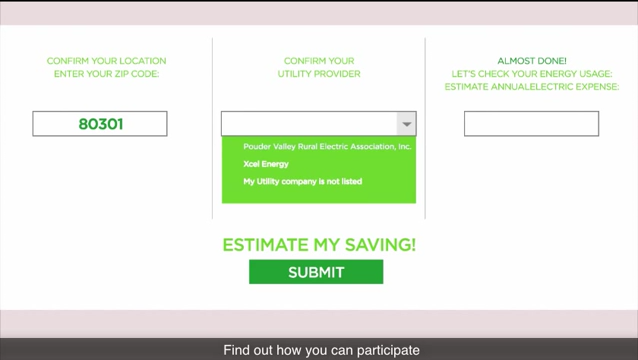 CONFIRM YOUR LOCATION
ENTER YOUR ZIP CODE:
80301
CONFIRM YOUR
UTILITY PROVIDER
Pouder Valley Rural Electric Association, Inc.
Xcel Energy
My Utility company is not listed
ALMOST DONE!
LET'S CHECK YOUR ENERGY USAGE:
ESTIMATE ANNUALELECTRIC EXPENSE:
ESTIMATE MY SAVING!
SUBMIT
Find out how you can participate